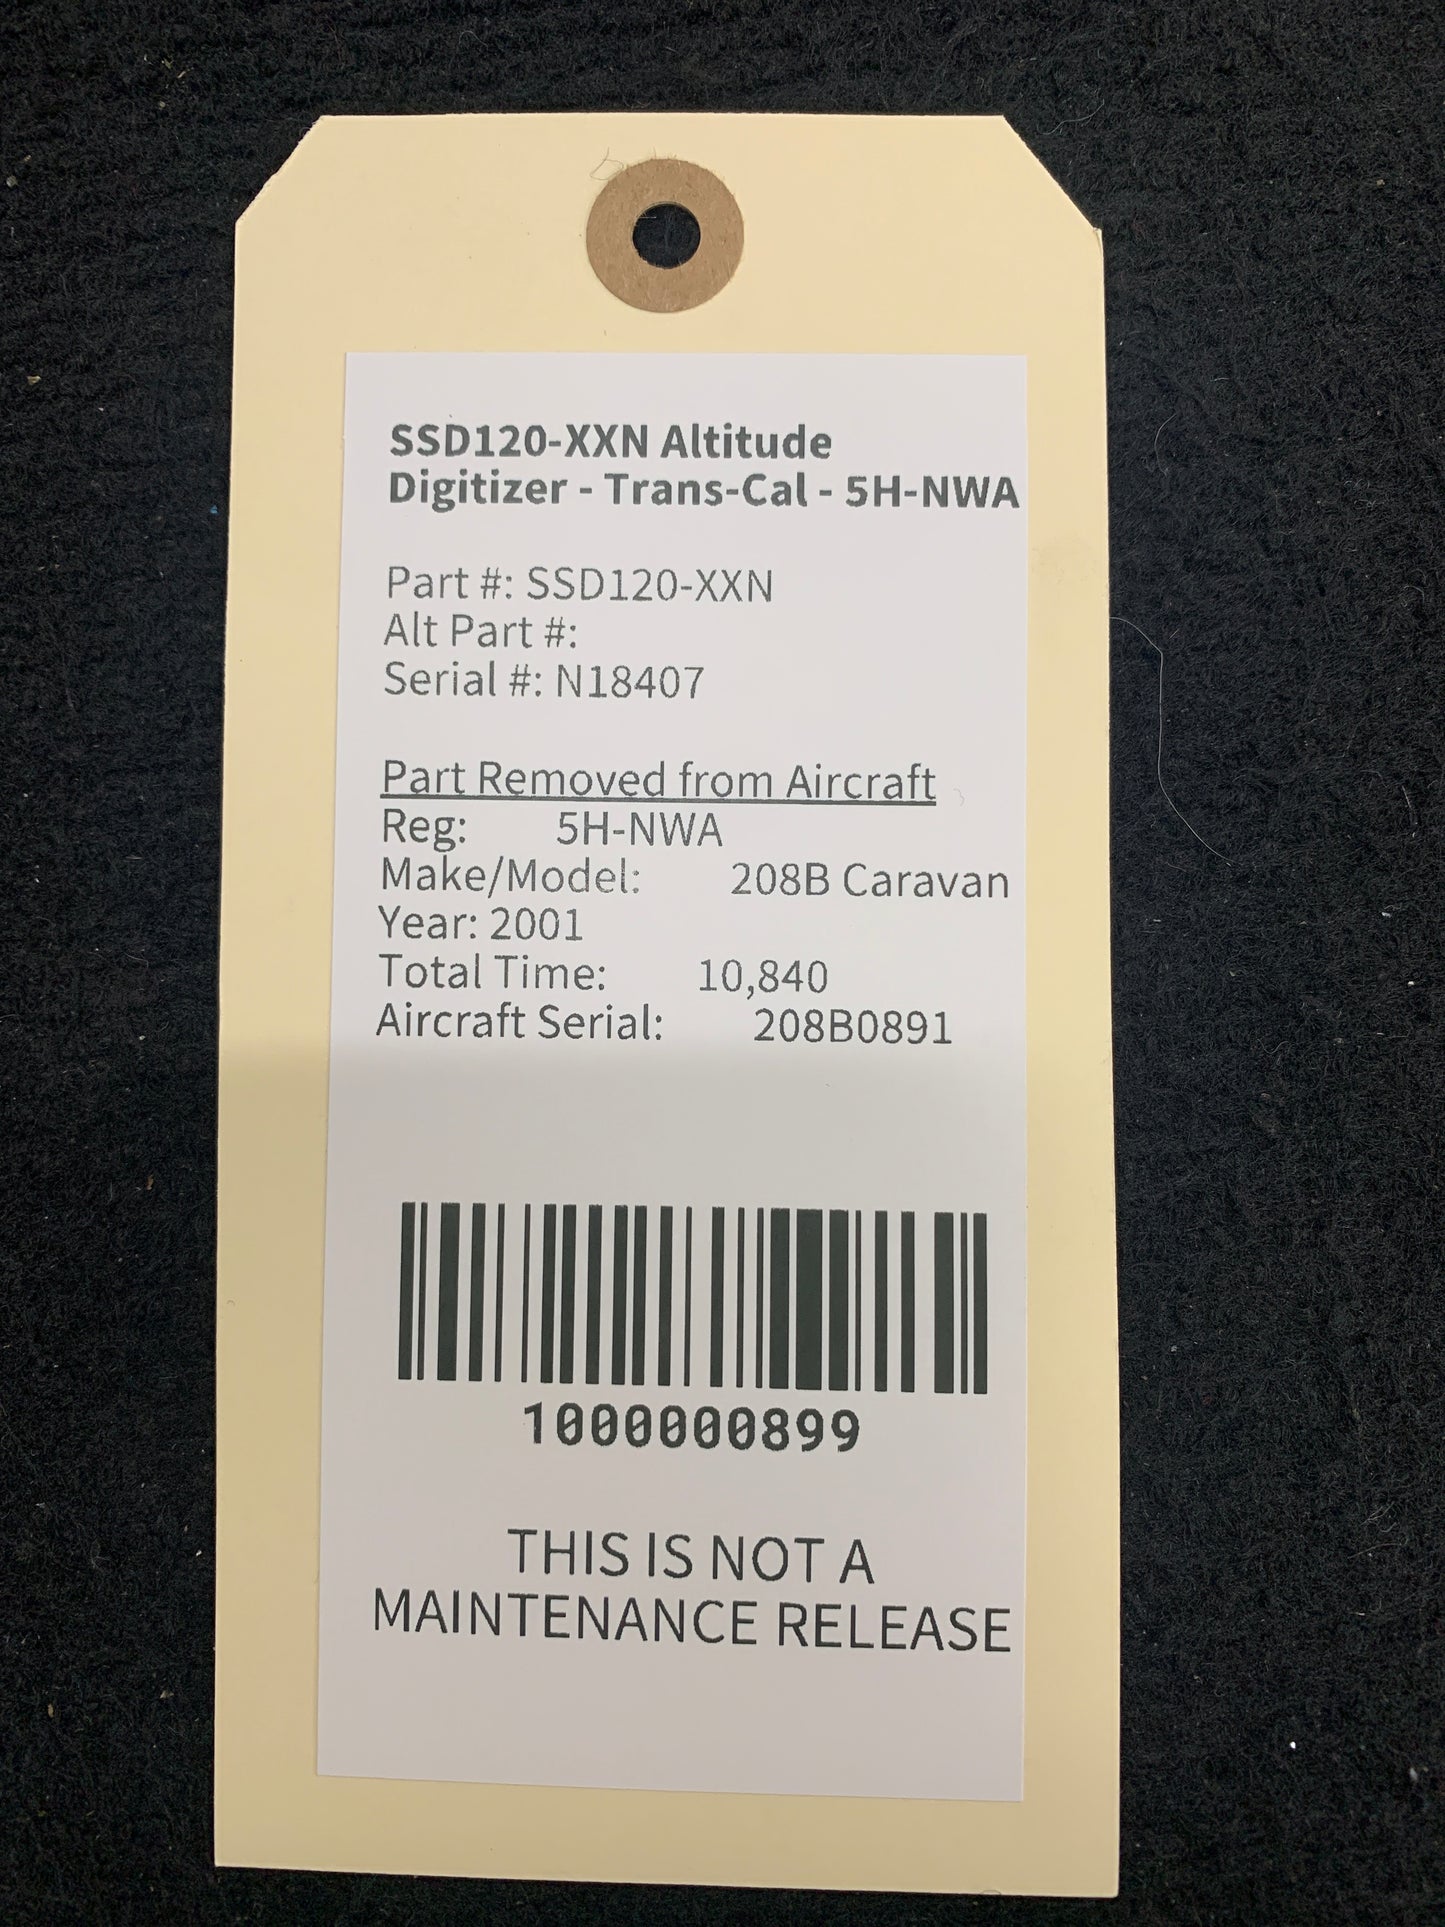 SSD120-XXN Altitude
Digitizer - Trans-Cal - 5H-NWA
Part #: SSD120-XXN
Alt Part #:
Serial #: N18407
Part Removed from Aircraft
Reg: 5H-NWA
Make/Model: 208B Caravan
Year: 2001
Total Time: 10,840
Aircraft Serial: 208B0891
1000000899
THIS IS NOT A
MAINTENANCE RELEASE